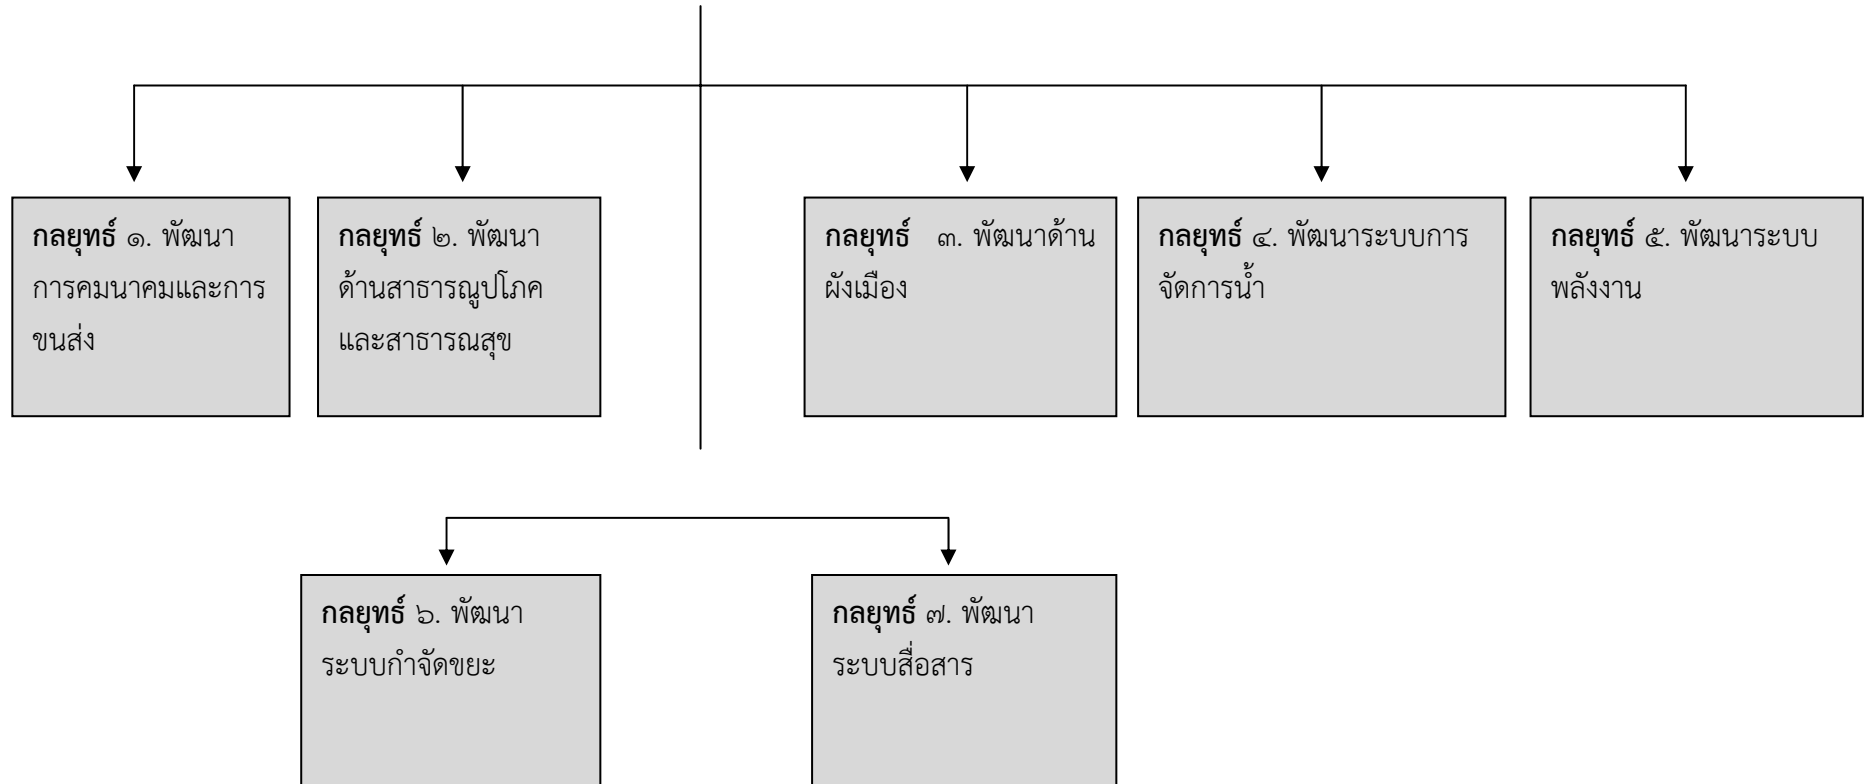 กลยุทธ์ ๑. พัฒนา
การคมนาคมและการ
ขนส่ง
กลยุทธ์ ๒. พัฒนา
ด้านสาธารณูปโภค
และสาธารณสุข
กลยุทธ์ ๓. พัฒนาด้าน
ผังเมือง
กลยุทธ์ ๔. พัฒนาระบบการ
จัดการน้ำ
กลยุทธ์ ๕. พัฒนาระบบ
พลังงาน
กลยุทธ์ ๖. พัฒนา
ระบบกำจัดขยะ
กลยุทธ์ ๗. พัฒนา
ระบบสื่อสาร